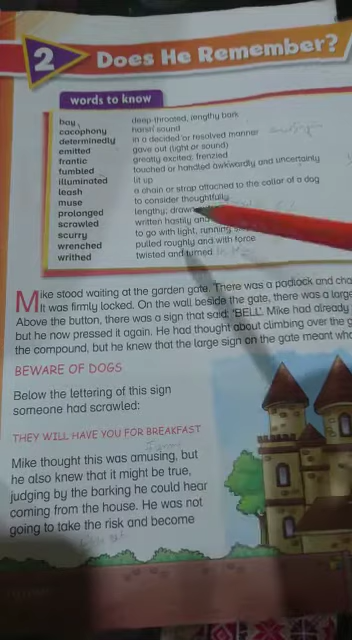 2 Does He Remember?
words to know
bay deep-throated, lengthy bark
cacophony harsh sound
determinedly in a decided or resolved manner
emitted gave out (light or sound)
frantic greatly excited, frenzied
fumbled touched or handled awkwardly and uncertainty
illuminated lit up
leash a chain or strap attached to the collar of a dog
muse to consider thoughtfully
prolonged lengthy; drawn
scrawled written hastily and
scurry to go with light, running
wrenched pulled roughly and with force
writhed twisted and turned
Mike stood waiting at the garden gate. There was a padlock and
It was firmly locked. On the wall beside the gate, there was a large
Above the button, there was a sign that said: 'BELL'. Mike had already
but he now pressed it again. He had thought about climbing over the
the compound, but he knew that the large sign on the gate meant
BEWARE OF DOGS
Below the lettering of this sign
someone had scrawled:
THEY WILL HAVE YOU FOR BREAKFAST
Mike thought this was amusing, but
he also knew that it might be true,
judging by the barking he could hear
coming from the house. He was not
going to take the risk and become